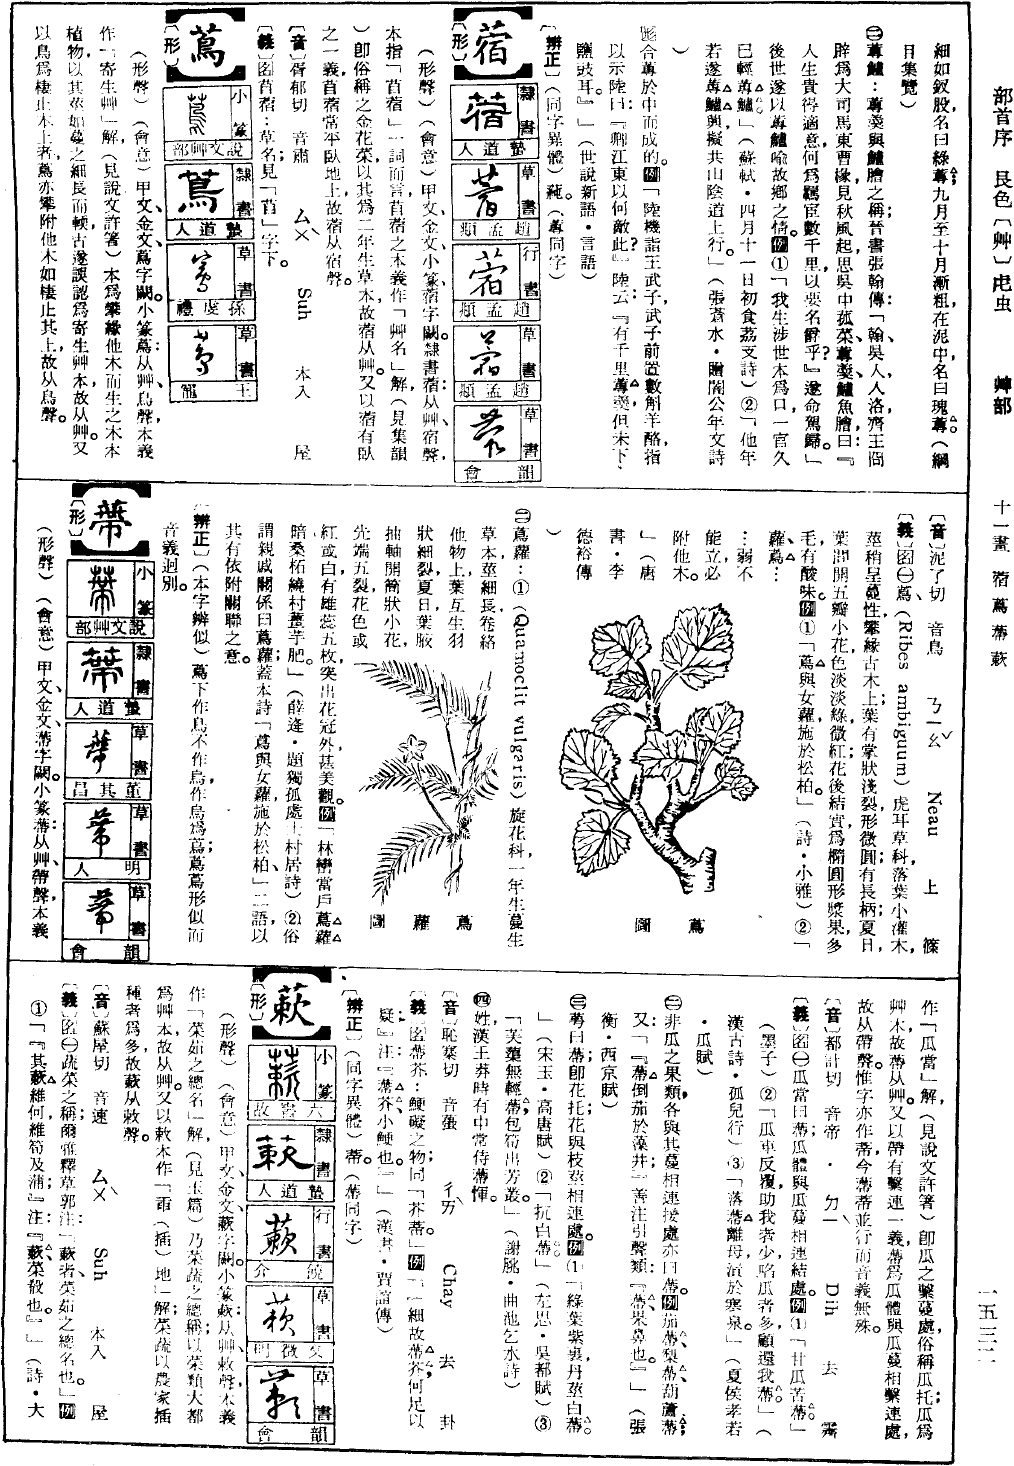 部首序　艮色〔艸〕虍虫　　艸部　　十一畫　蓿蔦蔕蔌　　一五三二
細如釵股名曰絲蓴九月至十月漸粗在泥中名曰瑰蓴(綱
目集覽)
㈡蓴鱸：蓴羹與鱸膾之稱晉書張翰傳「翰吳人入洛齊王冏
辟爲大司馬東曹掾見秋風起思吳中菰菜蓴羹鱸魚膾曰：『
人生貴得適意何爲羈宦數千里以要名爵乎？』遂命駕歸。」
後世遂以蓴鱸喻故鄉之情。例①「我生涉世本爲口一官久
已輕蓴鱸」(蘇軾・四月十一日初食荔支詩)②「他年
若遂蓴鱸興擬共山陰道上行。」(張蒼水・贈闇公年文詩
)
豉合蓴於中而成的。例「陸機詣王武子武子前置數斛羊酪指
以示陸曰：『卿江東以何敵此？』陸云：『有千里蓴羹但未下
鹽豉耳。』」(世說新語・言語)
〔辨正〕(同字異體)蒓。(蓴同字)
蓿
〔形〕
隸書　蟄道人
草書　趙孟頫
行書　趙孟頫
草書　趙孟頫
草書　韻會
(形聲)(會意)甲文、金文、小篆蓿字闕。隸書蓿：从艸宿聲，
本指「苜蓿」一詞而言苜蓿之本義作「艸名」解(見集韻
)卽俗稱之金花菜以其爲二年生草本故蓿从艸。又以蓿有臥
之一義苜蓿常平臥地上故蓿从宿聲。
〔音〕胥郁切　音肅　ㄙㄨˋ　Suh　本入　屋
〔義〕名苜蓿：草名見「苜」字下。
蔦
〔形〕
小篆　說文艸部
隸書　蟄道人
草書　孫虔禮
草書　王寵
(形聲)(會意)甲文、金文、蔦字闕。小篆蔦：从艸、鳥聲，本義
作「寄生艸」解(見說文許箸)本爲攀緣他木而生之木本
植物以其莖如蔓之細長而輭古遂誤認爲寄生艸本故从艸。又
以鳥爲棲止木上者蔦亦攀附他木如棲止其上故从鳥聲。
〔音〕泥了切　音鳥　ㄋㄧㄠˇ　Neau　上　篠
〔義〕名㈠蔦(Ribes ambiguum)虎耳草科，落葉小灌木，
莖稍呈蔓性攀緣古木上葉有掌狀淺裂形微圓；有長柄；夏日，
葉間開五瓣小花，色淡淡綠微紅；花後結實，爲橢圓形漿果，多
毛有酸味。例①「蔦與女蘿施於松柏。」(詩・小雅)②「
蘿蔦…
…弱不
能立必
附他木。
」(唐
書・李
德裕傳
)
蔦圖
㈡蔦蘿：①(Quamoclit vulgaris)旋花科，一年生蔓生
草本莖細長卷絡
他物上葉互生羽
狀細裂夏日葉腋
抽軸開筒狀小花，
先端五裂，花色或
紅或白有雄蕊五枚突出花冠外甚美觀。例「林巒當戶蔦蘿
暗桑柘繞村薑芋肥。」(薛逢・題獨孤處士村居詩)②俗
謂親戚關係曰蔦蘿蓋本詩「蔦與女蘿施於松柏」二語，以
其有依附關聯之意。
蔦蘿圖
〔辨正〕(本字辨似)蔦下作鳥不作烏，作烏爲蔦；蔦蔦形似而
音義迥別。
蔕
〔形〕
小篆　說文艸部
隸書　蟄道人
草書　董其昌
草書　明人
草書　韻會
(形聲)(會意)甲文、金文、蔕字闕。小篆蔕：从艸、帶聲，本義
作「瓜當」解，(見說文許箸)卽瓜之繫蔓處俗稱瓜托；瓜爲
艸本故蔕从艸。又以帶有繫連一義蔕爲瓜體與瓜蔓相繫連處，
故从帶聲。惟字亦作蒂今蔕蒂並行而音義無殊。
〔音〕都計切　音帝　ㄉㄧˋ　Dih　去　霽
〔義〕名㈠瓜當曰蔕；瓜體與瓜蔓相連結處。例①「甘瓜苦蔕。」
(墨子)②「瓜車反覆，助我者少，啗瓜者多，願還我蔕。」(
漢古詩・孤兒行)③「落蔕離母漬於寒泉」(夏侯孝若
・瓜賦)
㈡非瓜之果類，各與其蔓相連接處亦曰蔕。例茄蔕、梨蔕、葫蘆蔕；
又：「『蔕倒茄於藻井』善注引聲類：『蔕果鼻也。』」(張
衡・西京賦)
㈢萼曰蔕；卽花托；花與枝莖相連處。例①「綠葉紫裏，丹莖白蔕。
」(宋玉・高唐賦)②「扤白蔕」(左思・吳都賦)③
「芙蕖無輕蔕，包筍出芳叢。」(謝朓・曲池之水詩)
㈣姓漢王莽時有中常侍蔕惲。
〔音〕恥寨切　音蠆　ㄔㄞˋ　Chay　去　卦
〔義〕名蔕芥：鯁礙之物同「芥蔕」例「『細故蔕芥，何足以
疑』注：『蔕芥，小鯁也。』」(漢書・賈誼傳)
〔辨正〕(同字異體)蒂。(蔕同字)
蔌
〔形〕
小篆　六書故
隸書　蟄道人
行書　饒介
草書　文徵明
草書　韻會
(形聲)(會意)甲文、金文、蔌字闕。小篆蔌：从艸、欶聲，本義
作「菜茹之總名」解，(見玉篇)乃菜蔬之總稱；以菜類大都
爲艸本，故从艸。又以欶木作「臿(插)地」解，菜蔬以農家插
種者爲多故蔌从欶聲。
〔音〕蘇屋切　音速　ㄙㄨˋ　Suh　本入　屋
〔義〕名㈠蔬菜之稱；爾雅釋草郭注：「蔌者，菜茹之總名也。」例
①「『其蔌維何，維筍及蒲』注：『蔌，菜殽也。』」(詩・大